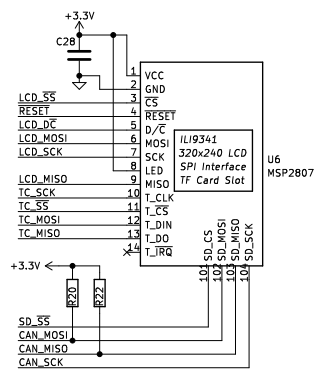 +3.3V
C28
1 VCC
2 GND
LCD_SS 3 CS
RESET 4 RESET
LCD_DC 5 D/C
LCD_MOSI 6 MOSI
LCD_SCK 7 SCK
8 LED
LCD_MISO 9 MISO
TC_SCK 10 T_CLK
TC_SS 11 T_CS
TC_MOSI 12 T_DIN
TC_MISO 13 T_DO
14 T_IRQ
ILI9341
320x240 LCD
SPI Interface
TF Card Slot
U6
MSP2807
101 SD_CS
102 SD_MOSI
103 SD_MISO
104 SD_SCK
+3.3V
R20
R22
SD_SS
CAN_MOSI
CAN_MISO
CAN_SCK